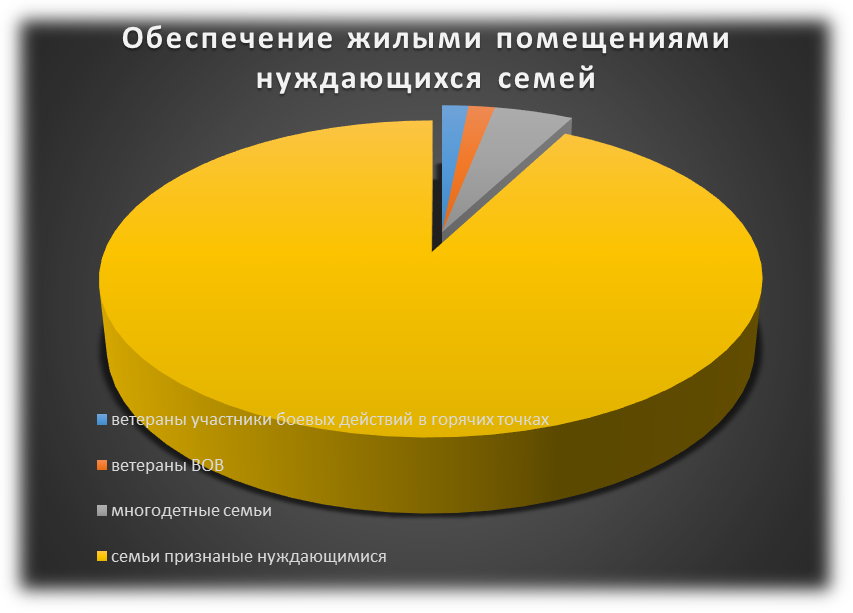 Обеспечение жилыми помещениями
нуждающихся семей
ветераны участники боевых действий в горячих точках
ветераны ВОВ
многодетные семьи
семьи признаные нуждающимися